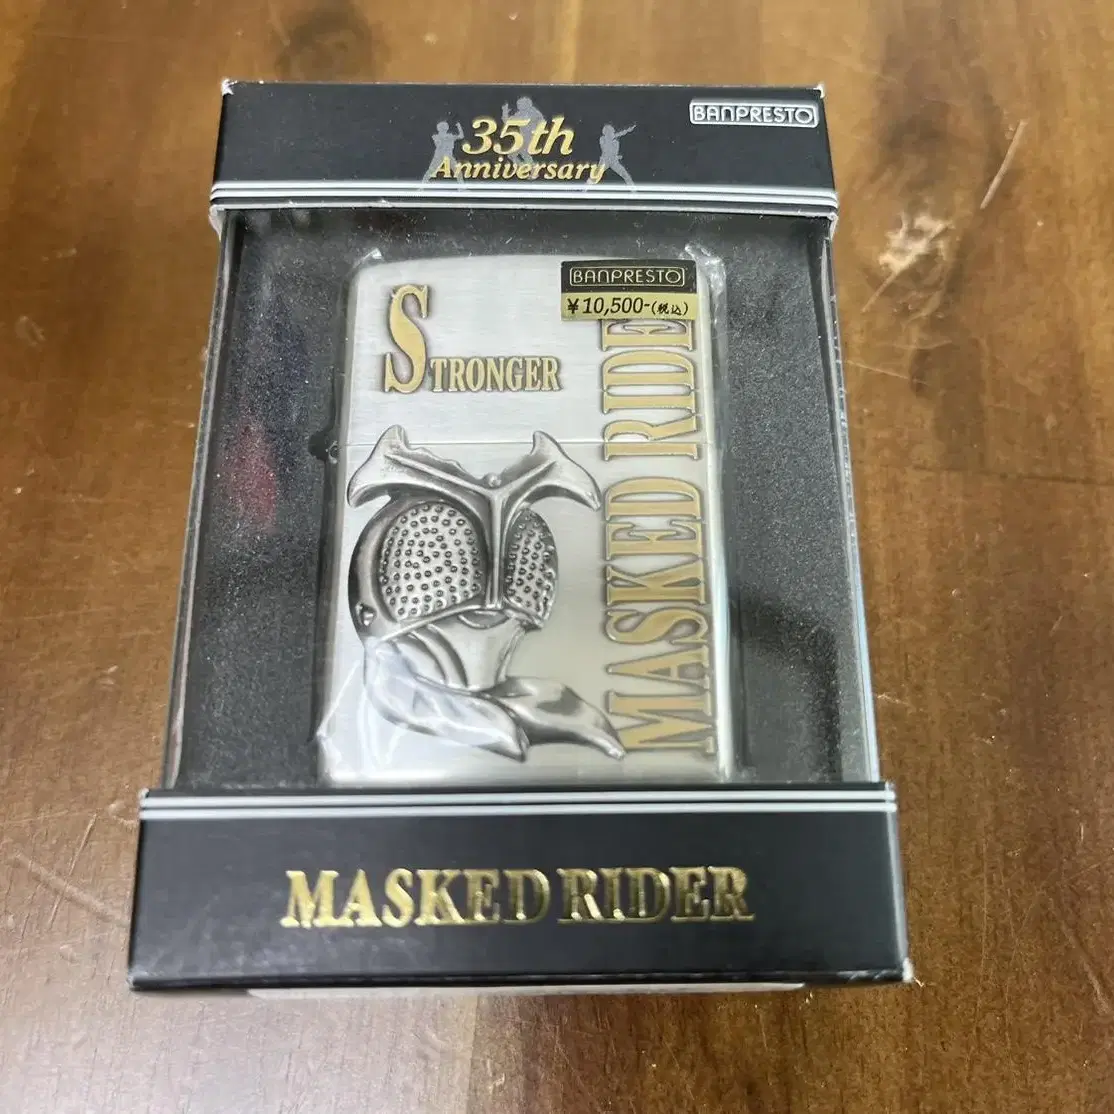 35th
Anniversary
BANPRESTO
BANPRESTO
¥10,500-(税込)
STRONGER
MASKED RIDE
MASKED RIDER